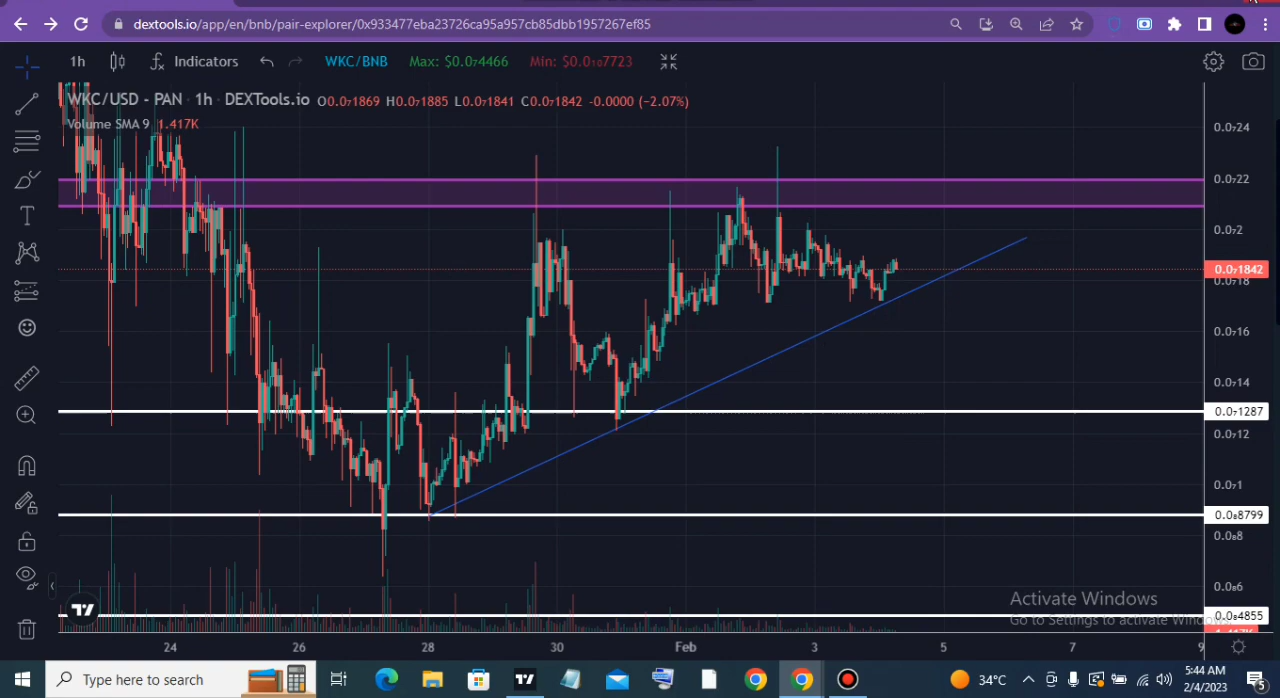 dextools.io/app/en/bnb/pair-explorer/0x933477eba23726ca95a957cb85dbb1957267ef85
1h Indicators WKC/BNB Max: $0.0₇4466 Min: $0.0₁₀7723
WKC/USD - PAN · 1h · DEXTools.io O0.0₇1869 H0.0₇1885 L0.0₇1841 C0.0₇1842 -0.0000 (−2.07%)
Volume SMA 9 1.417K
0.0₇24
0.0₇22
0.0₇2
0.0₇1842
0.0₇18
0.0₇16
0.0₇14
0.0₇1287
0.0₇12
0.0₇1
0.0₈8799
0.0₈8
0.0₈6
Activate Windows
0.0₈4855
Go to Settings to activate Windows.
1.417K
24 26 28 30 Feb 3 5 7 9
Type here to search
34°C
5:44 AM
2/4/2023
5